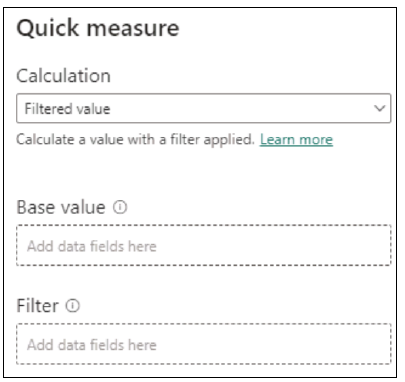 Quick measure
Calculation
Filtered value
Calculate a value with a filter applied. Learn more
Base value
Add data fields here
Filter
Add data fields here